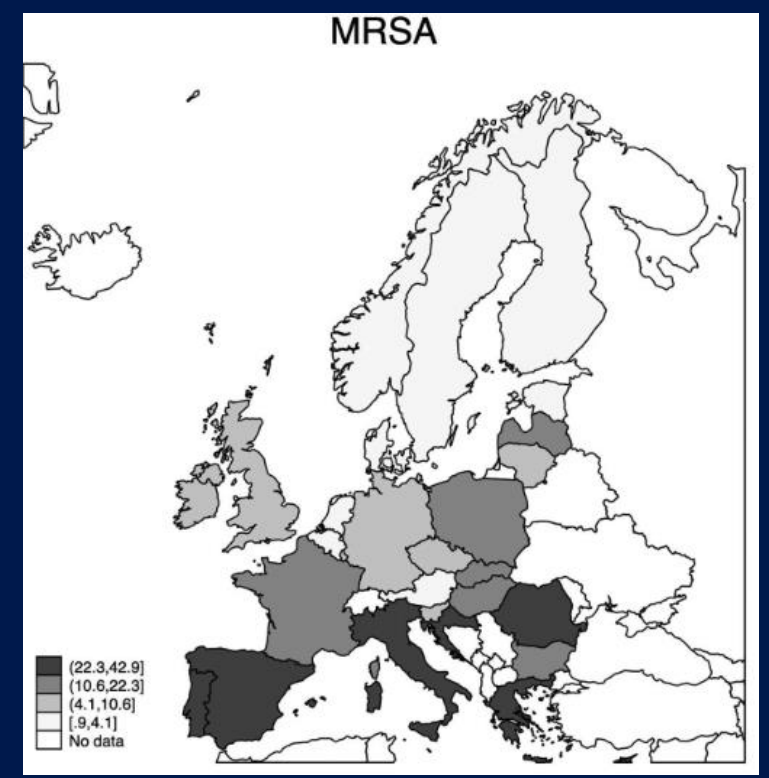 MRSA
(22.3,42.9]
(10.6,22.3]
(4.1,10.6]
[.9,4.1]
No data